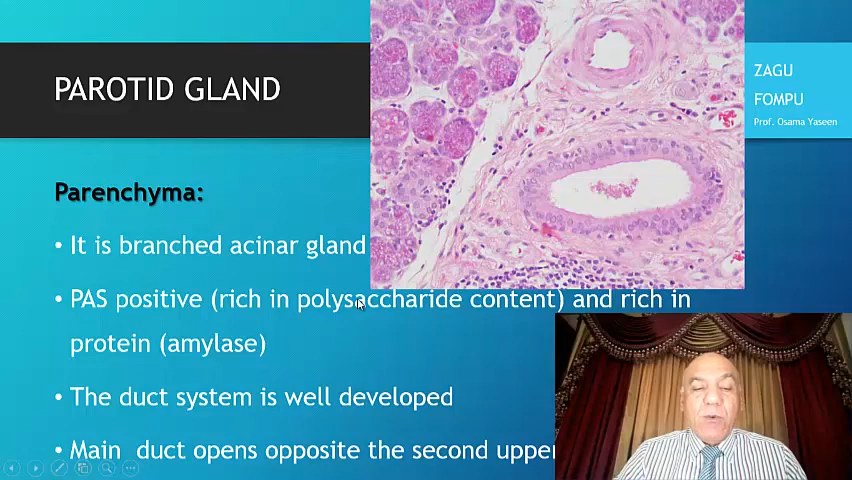 PAROTID GLAND
ZAGU
FOMPU
Prof. Osama Yaseen
Parenchyma:
• It is branched acinar gland
• PAS positive (rich in polysaccharide content) and rich in
protein (amylase)
• The duct system is well developed
• Main duct opens opposite the second upper